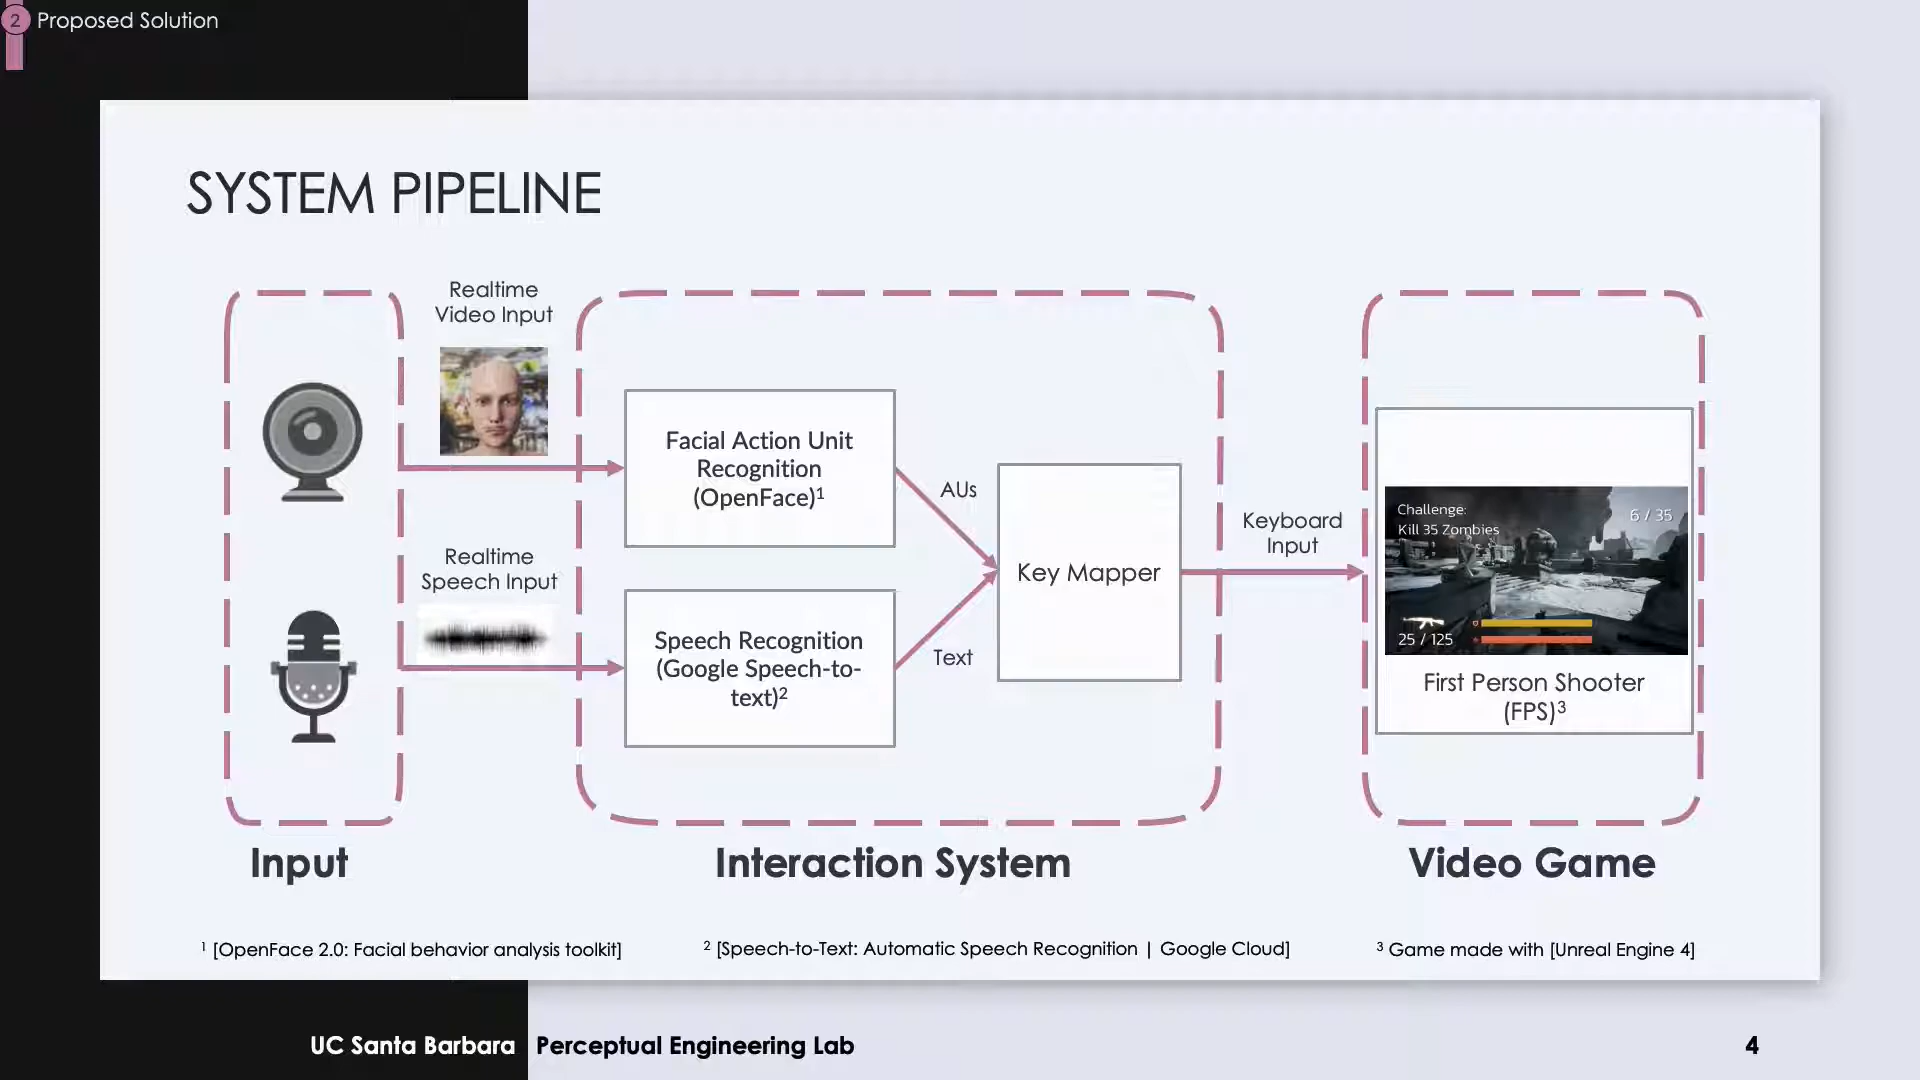 2 Proposed Solution
SYSTEM PIPELINE
Realtime
Video Input
Realtime
Speech Input
Facial Action Unit
Recognition
(OpenFace)¹
Speech Recognition
(Google Speech-to-
text)²
AUs
Text
Key Mapper
Keyboard
Input
Challenge:
Kill 35 Zombies
6 / 35
25 / 125
First Person Shooter
(FPS)³
Input
Interaction System
Video Game
¹ [OpenFace 2.0: Facial behavior analysis toolkit]
² [Speech-to-Text: Automatic Speech Recognition | Google Cloud]
³ Game made with [Unreal Engine 4]
UC Santa Barbara Perceptual Engineering Lab
4